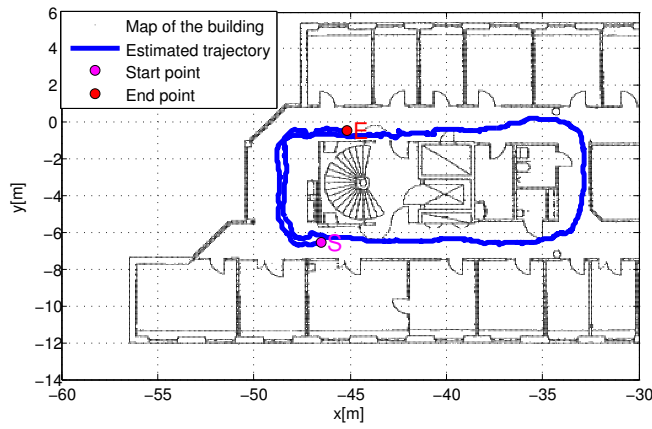 Map of the building
Estimated trajectory
Start point
End point
6
4
2
0
−2
−4
−6
−8
−10
−12
−14
y[m]
E
S
−60
−55
−50
−45
−40
−35
−30
x[m]